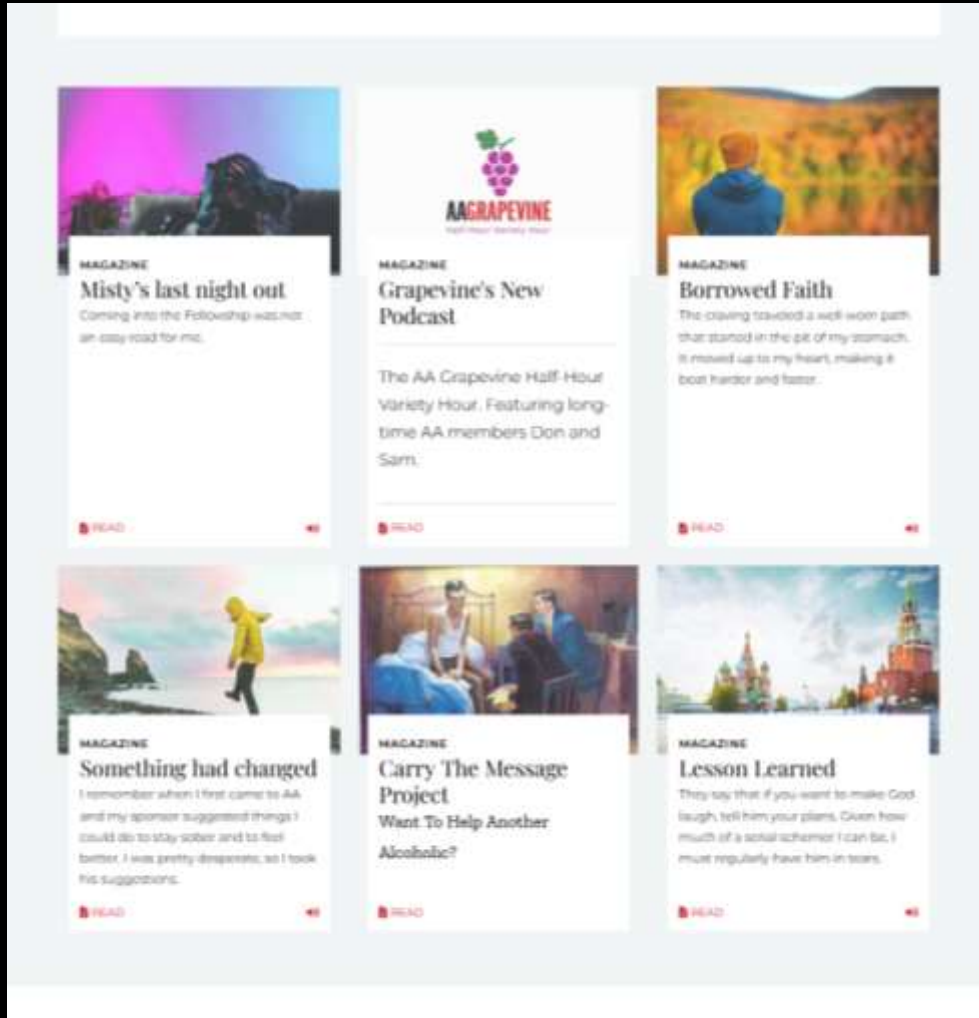 MAGAZINE
Misty's last night out
Coming into the Fellowship was not
an easy road for me.
READ
AAGRAPEVINE
Half-Hour Variety Hour
MAGAZINE
Grapevine's New
Podcast
The AA Grapevine Half-Hour
Variety Hour. Featuring long-
time AA members Don and
Sam.
READ
MAGAZINE
Borrowed Faith
The craving traveled a well-worn path
that started in the pit of my stomach.
It moved up to my heart, making it
beat harder and faster.
READ
MAGAZINE
Something had changed
I remember when I first came to AA
and my sponsor suggested things I
could do to stay sober and to feel
better. I was pretty desperate, so I took
his suggestions.
READ
MAGAZINE
Carry The Message
Project
Want To Help Another
Alcoholic?
READ
MAGAZINE
Lesson Learned
They say that if you want to make God
laugh, tell him your plans. Given how
much of a serial schemer I can be, I
must regularly have him in tears.
READ